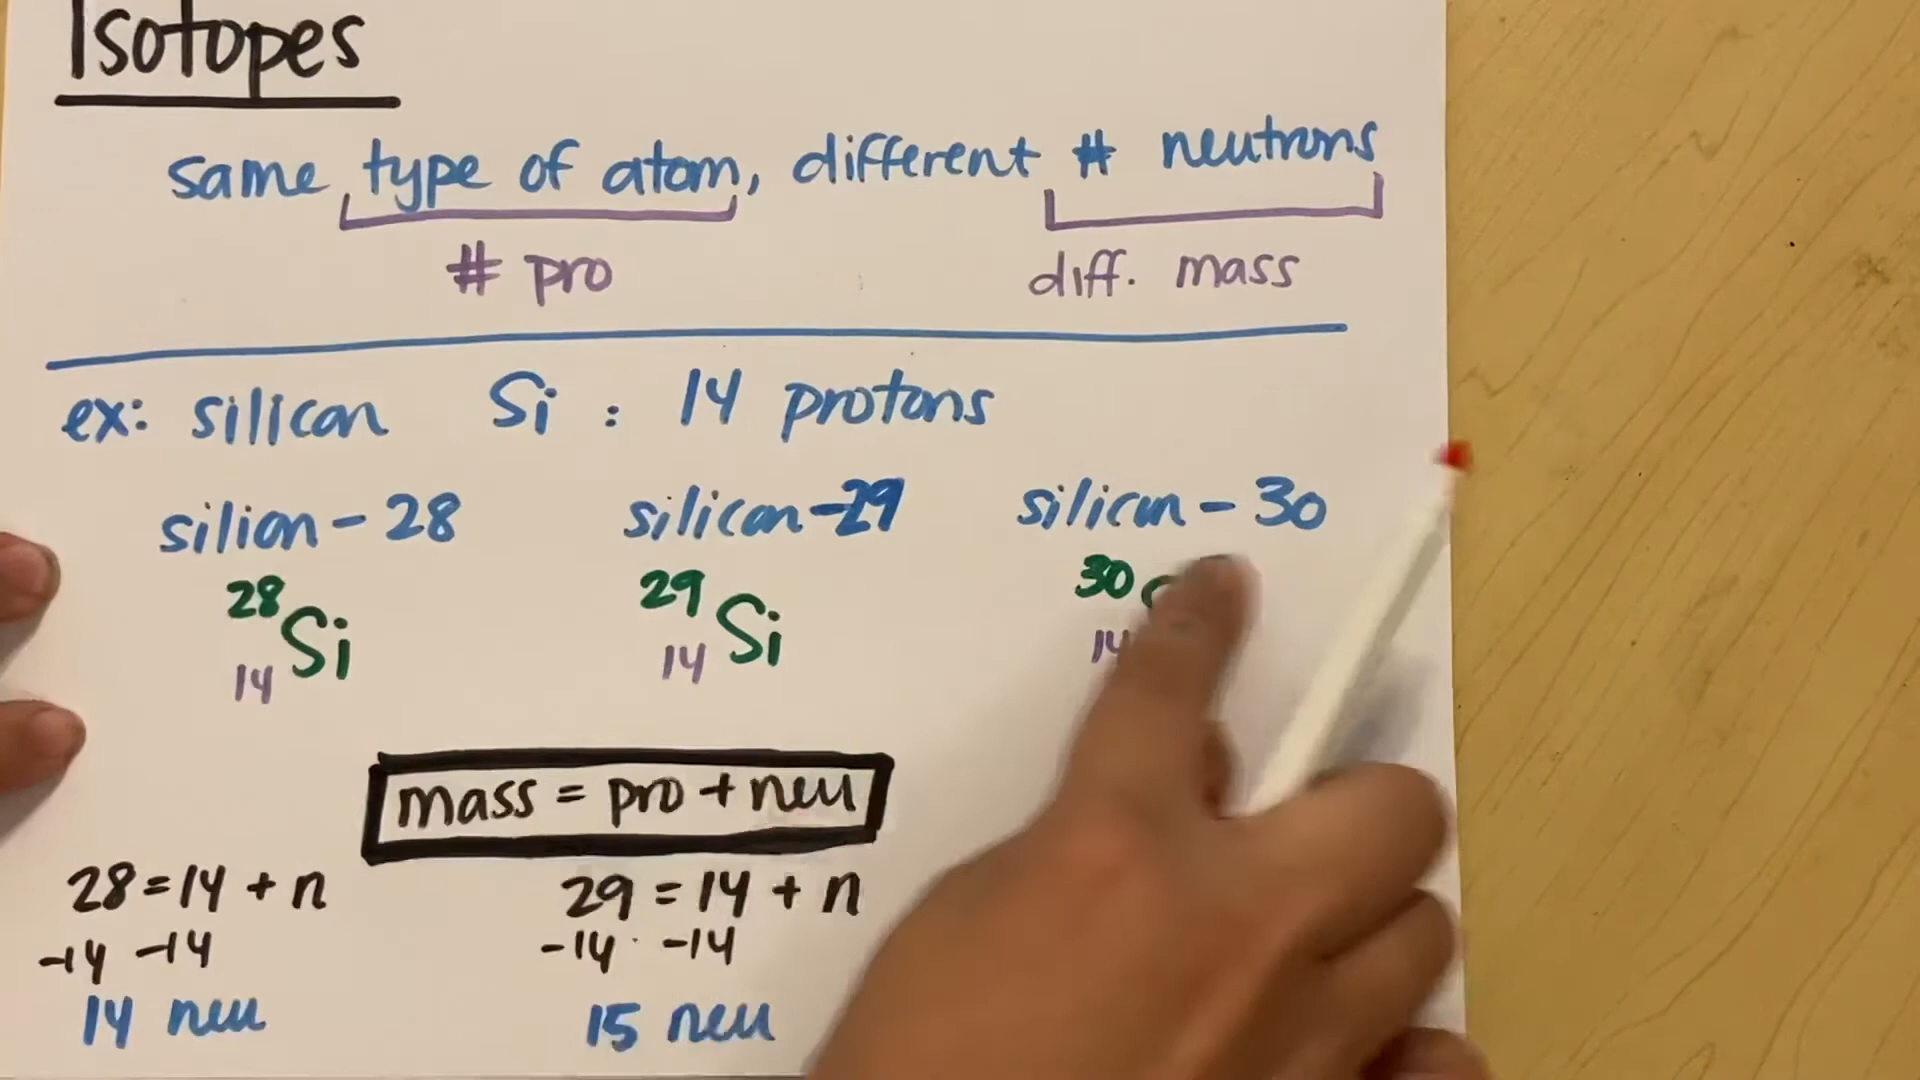 Isotopes
same type of atom, different # neutrons
# pro
diff. mass
ex: silicon Si : 14 protons
silion - 28
silicon-29
silicon - 30
28
14 Si
29
14 Si
30
14
mass = pro + neu
28 = 14 + n
-14 -14
14 neu
29 = 14 + n
-14 -14
15 neu